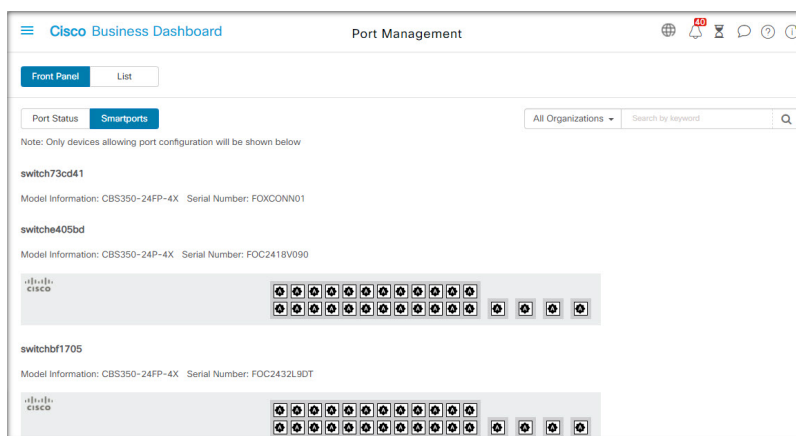 Cisco Business Dashboard
Port Management
40
Front Panel
List
Port Status
Smartports
All Organizations
Search by keyword
Note: Only devices allowing port configuration will be shown below
switch73cd41
Model Information: CBS350-24FP-4X Serial Number: FOXCONN01
switche405bd
Model Information: CBS350-24P-4X Serial Number: FOC2418V090
CISCO
switchbf1705
Model Information: CBS350-24FP-4X Serial Number: FOC2432L9DT
CISCO